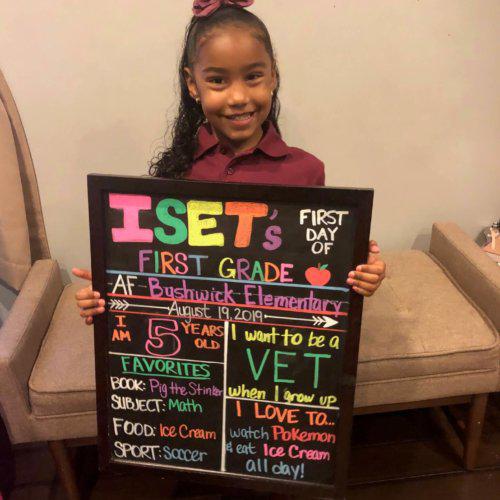 ISET's
FIRST DAY OF
FIRST GRADE
AF Bushwick Elementary
August 19, 2019
I AM 5 YEARS OLD
FAVORITES
BOOK: Pig the Stinker
SUBJECT: Math
FOOD: Ice Cream
SPORT: Soccer
I want to be a
VET
when I grow up
I LOVE TO...
watch Pokemon
& eat Ice Cream
all day!